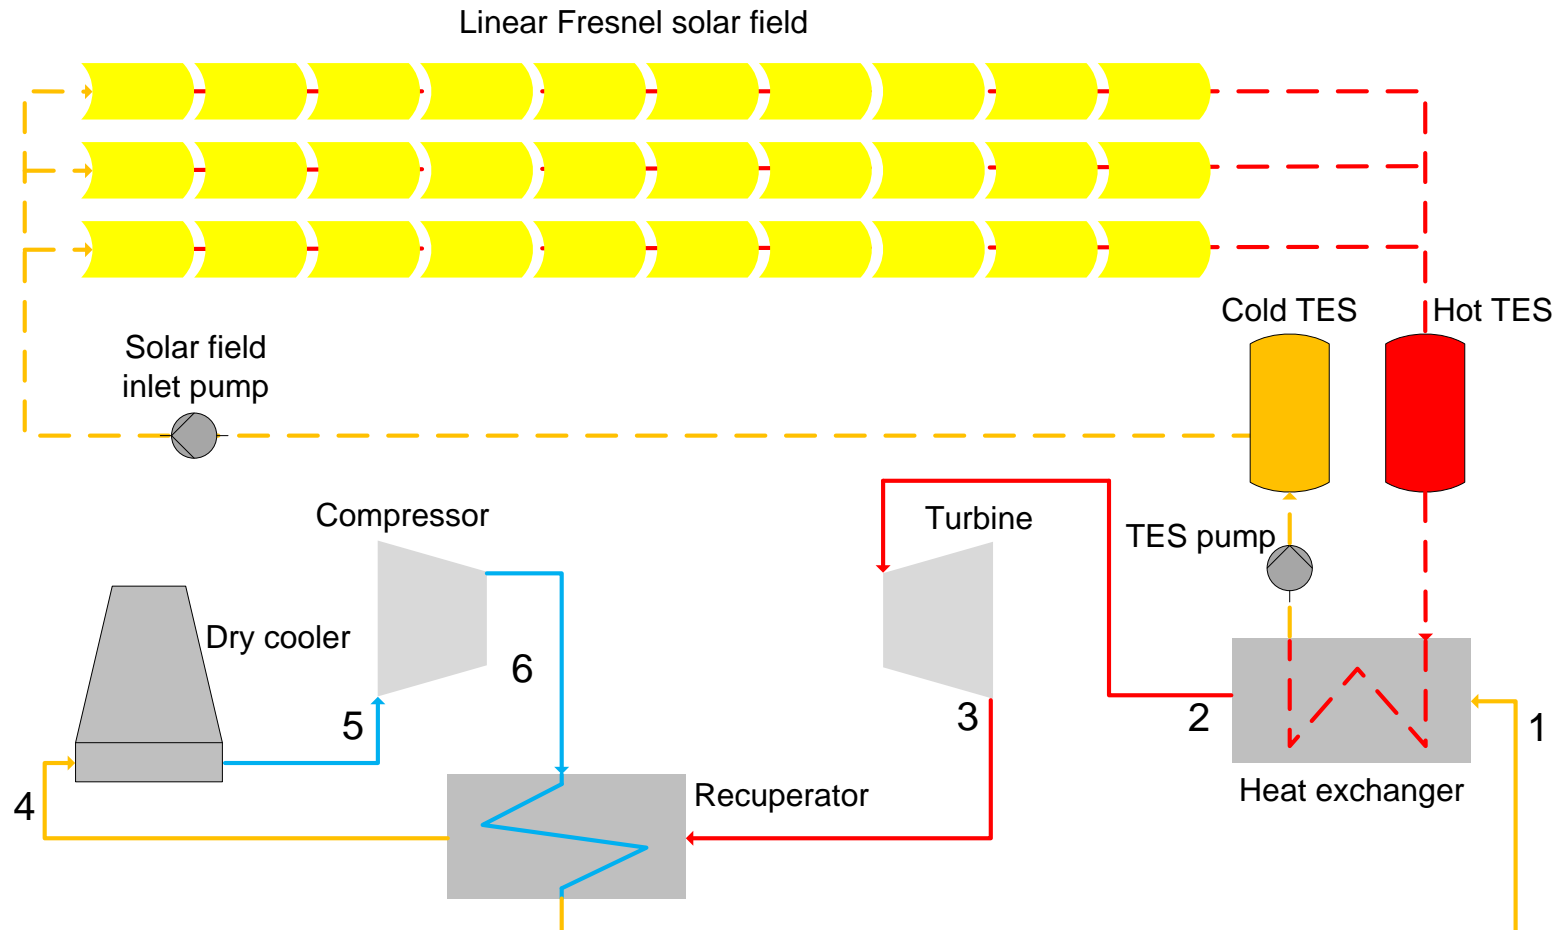 Linear Fresnel solar field
Cold TES
Hot TES
Solar field
inlet pump
Compressor
Turbine
TES pump
Dry cooler
6
5
3
2
1
4
Recuperator
Heat exchanger